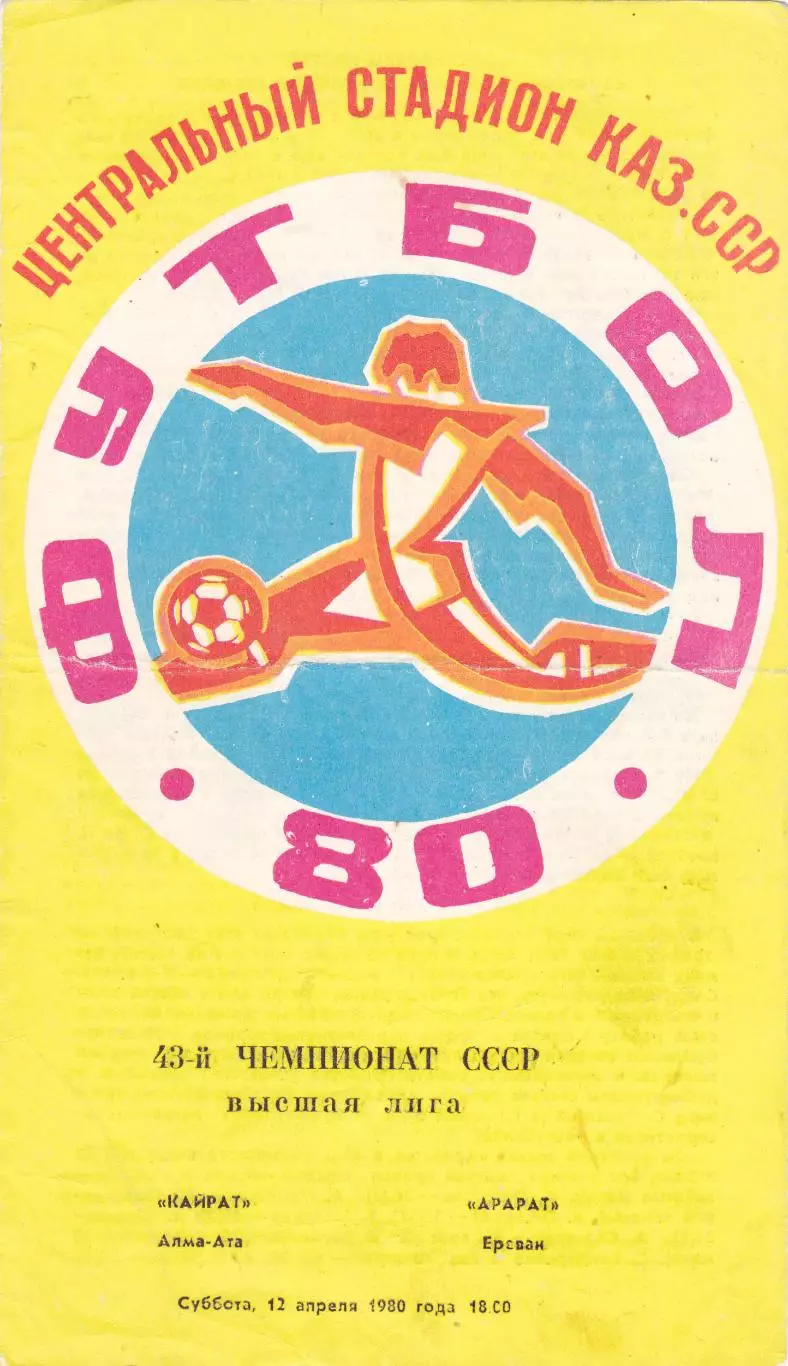 ЦЕНТРАЛЬНЫЙ СТАДИОН КАЗ.ССР
ФУТБОЛ
·80·
43-й ЧЕМПИОНАТ СССР
высшая лига
«КАЙРАТ» «АРАРАТ»
Алма-Ата Ереван
Суббота, 12 апреля 1980 года 18.00